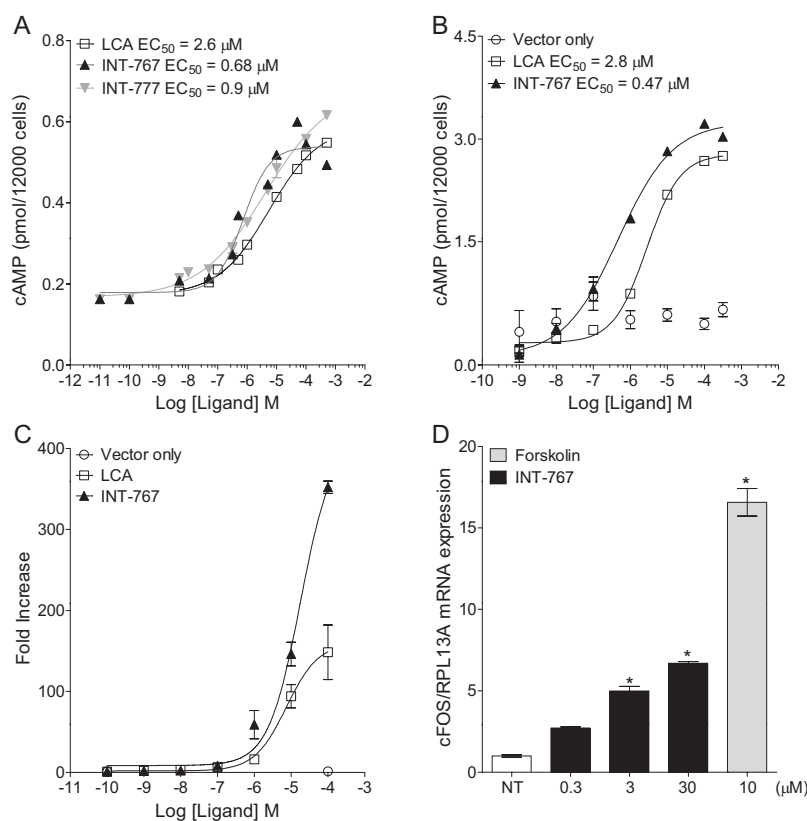 A
□ LCA EC50 = 2.6 µM
▲ INT-767 EC50 = 0.68 µM
▼ INT-777 EC50 = 0.9 µM
cAMP (pmol/12000 cells)
0.8
0.6
0.4
0.2
0.0
-12 -11 -10 -9 -8 -7 -6 -5 -4 -3 -2
Log [Ligand] M
B
○ Vector only
□ LCA EC50 = 2.8 µM
▲ INT-767 EC50 = 0.47 µM
cAMP (pmol/12000 cells)
4.5
3.0
1.5
0.0
-10 -9 -8 -7 -6 -5 -4 -3 -2
Log [Ligand] M
C
○ Vector only
□ LCA
▲ INT-767
Fold Increase
400
300
200
100
0
-11 -10 -9 -8 -7 -6 -5 -4 -3
Log [Ligand] M
D
Forskolin
INT-767
cFOS/RPL13A mRNA expression
20
15
10
5
0
* * *
NT 0.3 3 30 10 (µM)